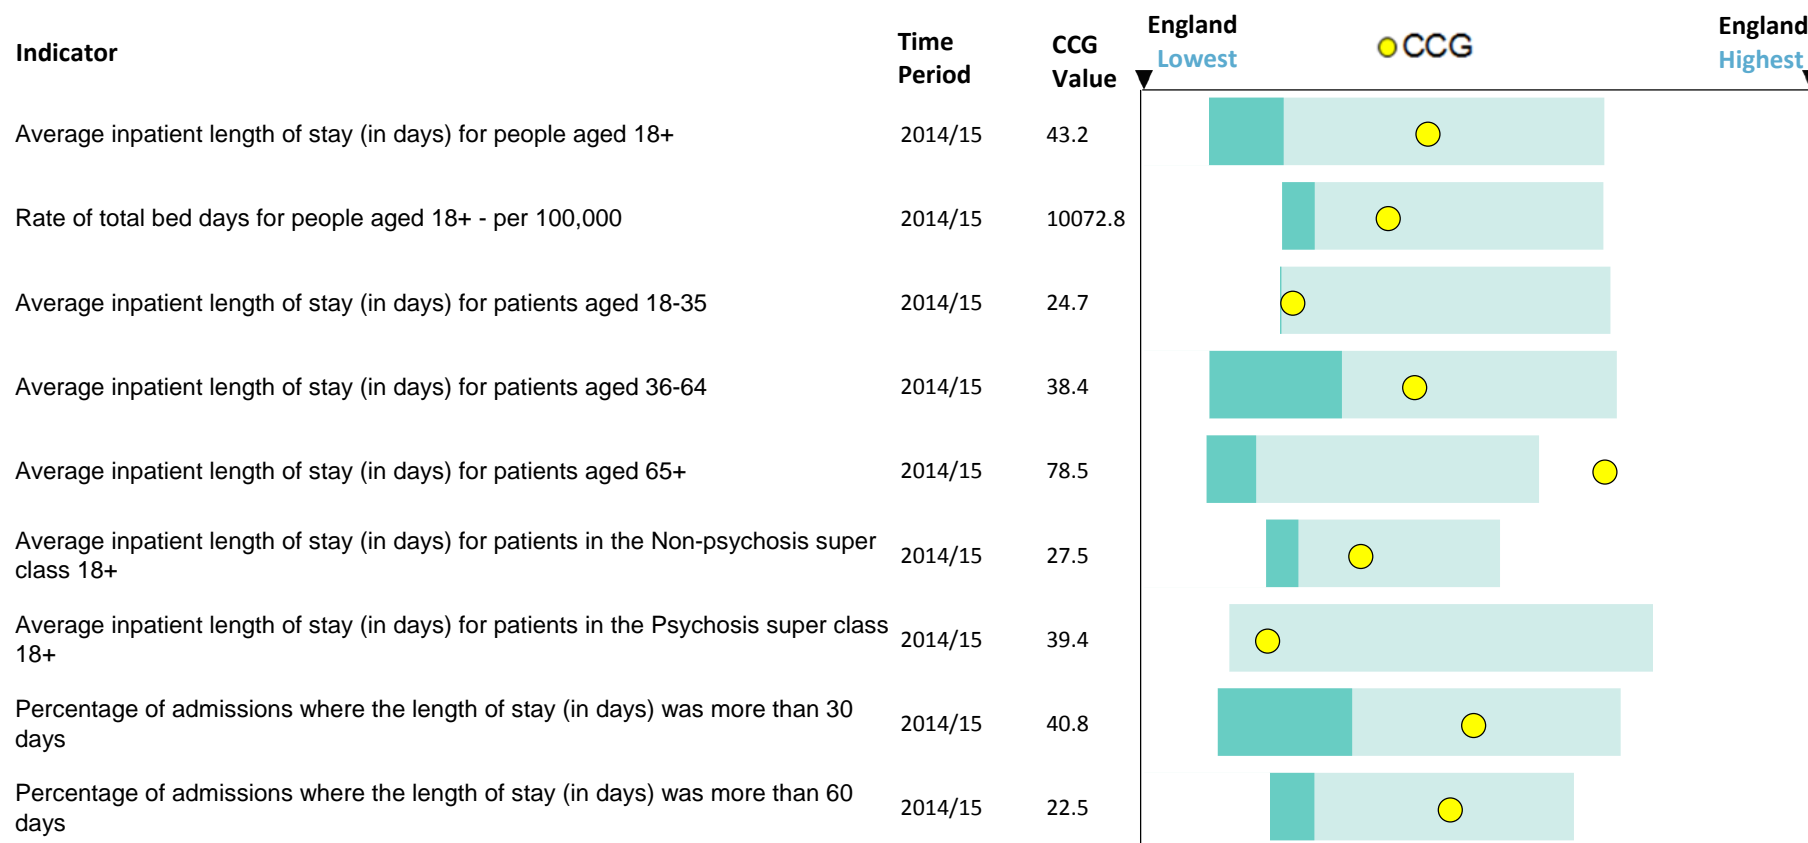 Indicator
Time
Period
CCG
Value
England
Lowest
CCG
England
Highest
Average inpatient length of stay (in days) for people aged 18+ 2014/15 43.2
Rate of total bed days for people aged 18+ - per 100,000 2014/15 10072.8
Average inpatient length of stay (in days) for patients aged 18-35 2014/15 24.7
Average inpatient length of stay (in days) for patients aged 36-64 2014/15 38.4
Average inpatient length of stay (in days) for patients aged 65+ 2014/15 78.5
Average inpatient length of stay (in days) for patients in the Non-psychosis super
class 18+
2014/15 27.5
Average inpatient length of stay (in days) for patients in the Psychosis super class
18+
2014/15 39.4
Percentage of admissions where the length of stay (in days) was more than 30
days
2014/15 40.8
Percentage of admissions where the length of stay (in days) was more than 60
days
2014/15 22.5